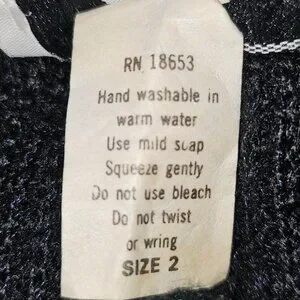 RN 18653
Hand washable in
warm water
Use mild soap
Squeeze gently
Do not use bleach
Do not twist
or wring
SIZE 2